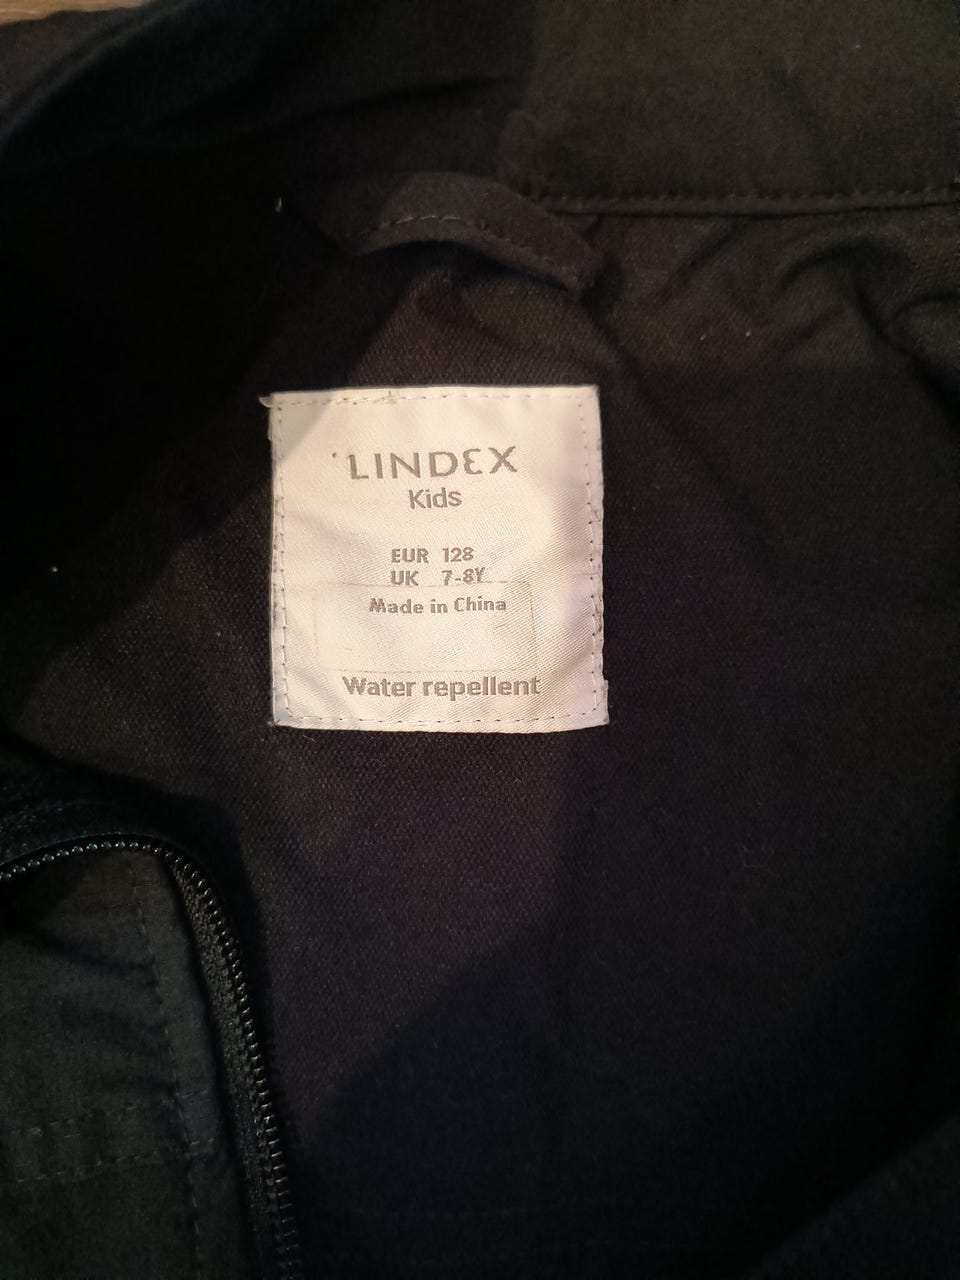 LINDEX
Kids
EUR 128
UK 7-8Y
Made in China
Water repellent